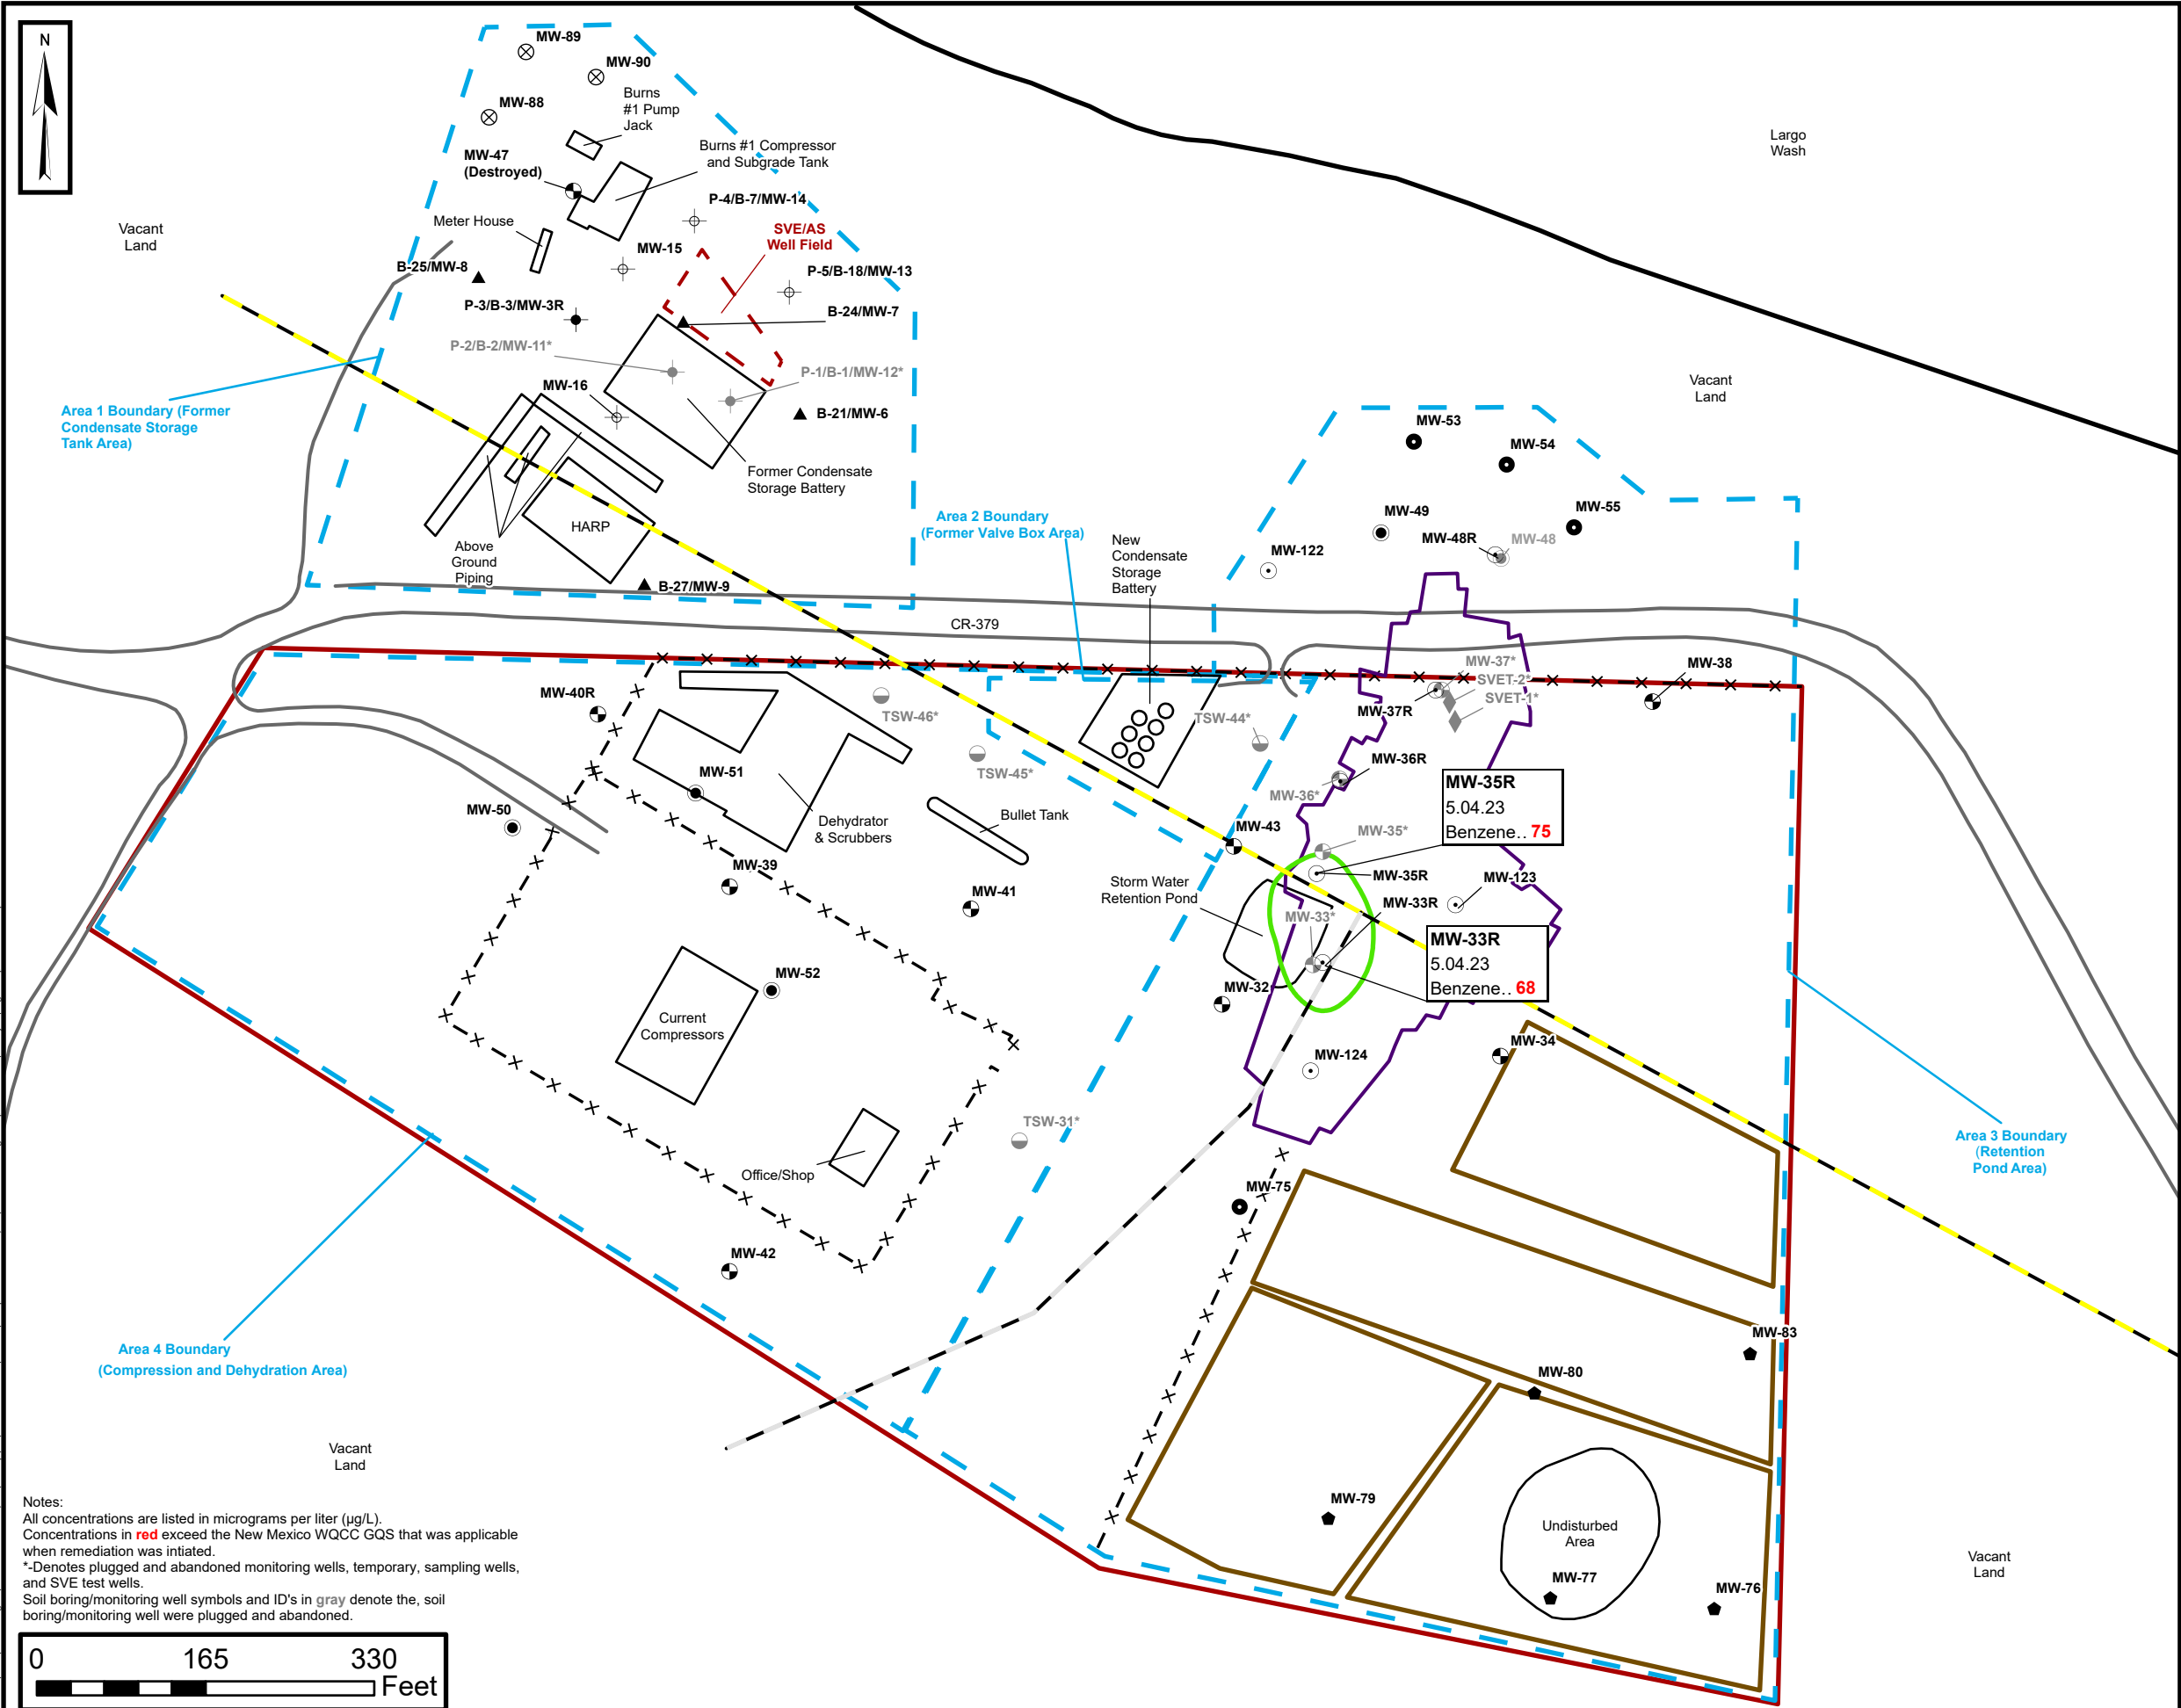 N
MW-89
MW-90
MW-88
Burns
#1 Pump
Jack
Burns #1 Compressor
and Subgrade Tank
MW-47
(Destroyed)
P-4/B-7/MW-14
Meter House
SVE/AS
Well Field
MW-15
B-25/MW-8
P-5/B-18/MW-13
P-3/B-3/MW-3R
B-24/MW-7
P-2/B-2/MW-11*
P-1/B-1/MW-12*
MW-16
B-21/MW-6
Vacant
Land
Largo
Wash
Vacant
Land
Area 1 Boundary (Former
Condensate Storage
Tank Area)
Former Condensate
Storage Battery
HARP
Above
Ground
Piping
B-27/MW-9
Area 2 Boundary
(Former Valve Box Area)
New
Condensate
Storage
Battery
MW-53
MW-54
MW-49
MW-55
MW-48R
MW-48
MW-122
CR-379
MW-37*
SVET-2*
SVET-1*
MW-38
MW-37R
MW-40R
TSW-46*
TSW-44*
TSW-45*
MW-51
MW-50
Dehydrator
& Scrubbers
Bullet Tank
MW-36R
MW-36*
MW-35R
5.04.23
Benzene.. 75
MW-43
MW-35*
MW-39
MW-35R
MW-123
Storm Water
Retention Pond
MW-41
MW-33R
MW-33*
MW-33R
5.04.23
Benzene.. 68
MW-52
MW-32
Current
Compressors
MW-34
MW-124
TSW-31*
Office/Shop
Area 3 Boundary
(Retention
Pond Area)
MW-75
MW-42
Area 4 Boundary
(Compression and Dehydration Area)
MW-83
MW-80
Vacant
Land
MW-79
Undisturbed
Area
MW-77
MW-76
Vacant
Land
Notes:
All concentrations are listed in micrograms per liter (µg/L).
Concentrations in red exceed the New Mexico WQCC GQS that was applicable
when remediation was intiated.
*-Denotes plugged and abandoned monitoring wells, temporary, sampling wells,
and SVE test wells.
Soil boring/monitoring well symbols and ID's in gray denote the, soil
boring/monitoring well were plugged and abandoned.
0 165 330
Feet